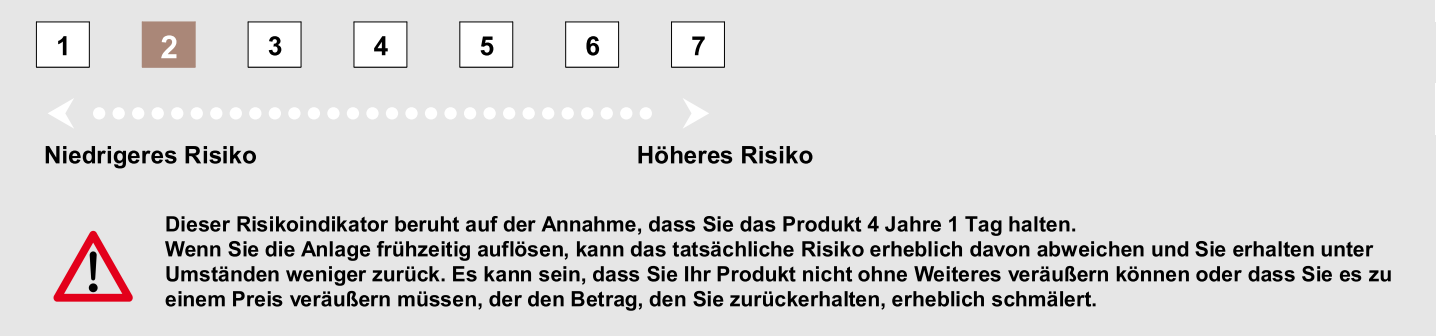 1 2 3 4 5 6 7
Niedrigeres Risiko Höheres Risiko
Dieser Risikoindikator beruht auf der Annahme, dass Sie das Produkt 4 Jahre 1 Tag halten.
Wenn Sie die Anlage frühzeitig auflösen, kann das tatsächliche Risiko erheblich davon abweichen und Sie erhalten unter
Umständen weniger zurück. Es kann sein, dass Sie Ihr Produkt nicht ohne Weiteres veräußern können oder dass Sie es zu
einem Preis veräußern müssen, der den Betrag, den Sie zurückerhalten, erheblich schmälert.